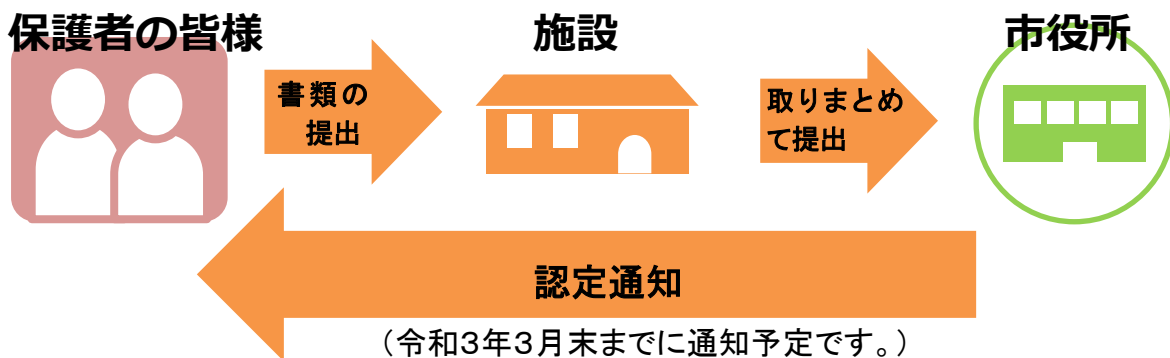 保護者の皆様
施設
市役所
書類の
提出
取りまとめ
て提出
認定通知
（令和３年３月末までに通知予定です。）